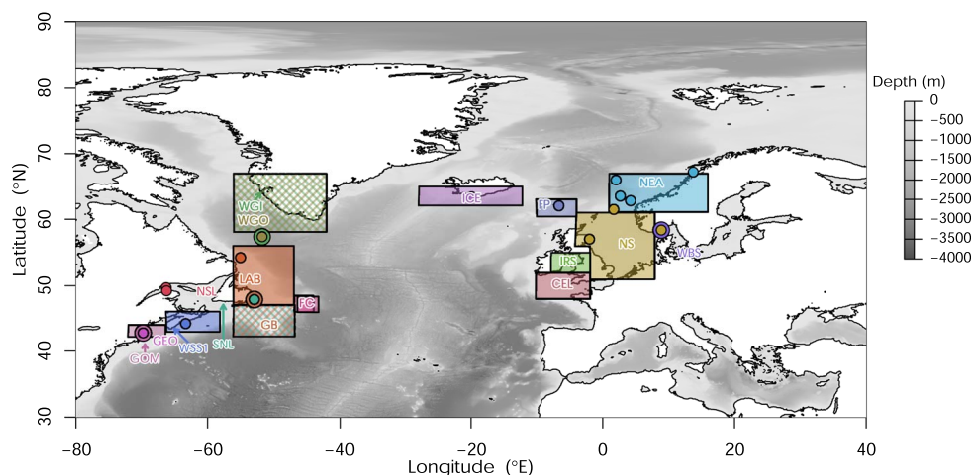 90
80
70
60
50
40
30
Latitude (°N)
−80
−60
−40
−20
0
20
40
Longitude (°E)
Depth (m)
0
−500
−1000
−1500
−2000
−2500
−3000
−3500
−4000
WGI
WGO
ICE
FP
NEA
NS
WBS
IRS
CEL
LAB
NSL
FC
GB
GEO
WSS1
SNL
GOM